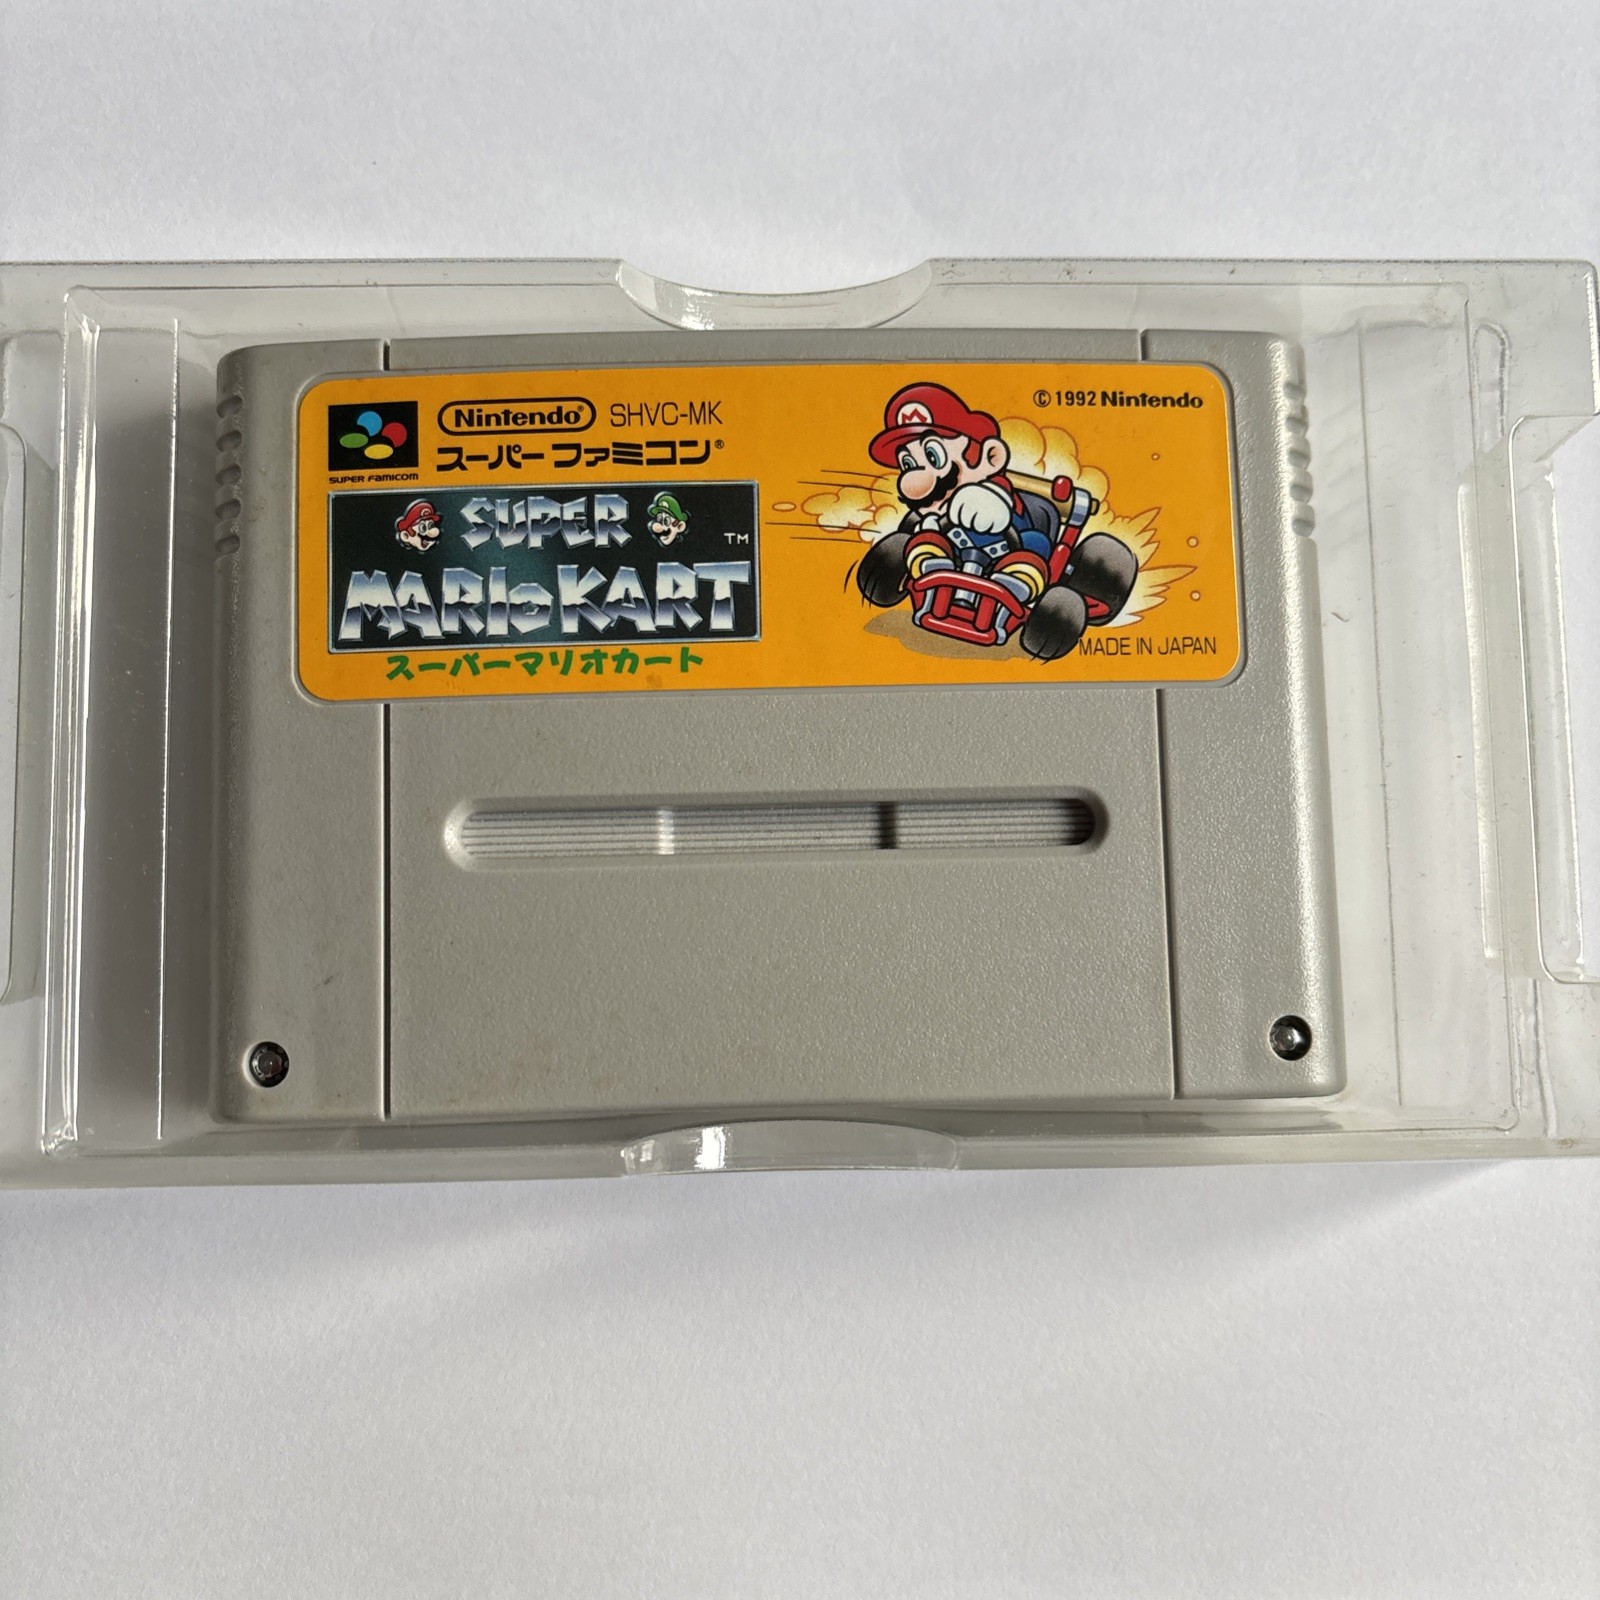 Nintendo® SHVC-MK
スーパーファミコン®
SUPER FAMICOM
©1992 Nintendo
M
SUPER
MARIO KART ™
スーパーマリオカート
MADE IN JAPAN